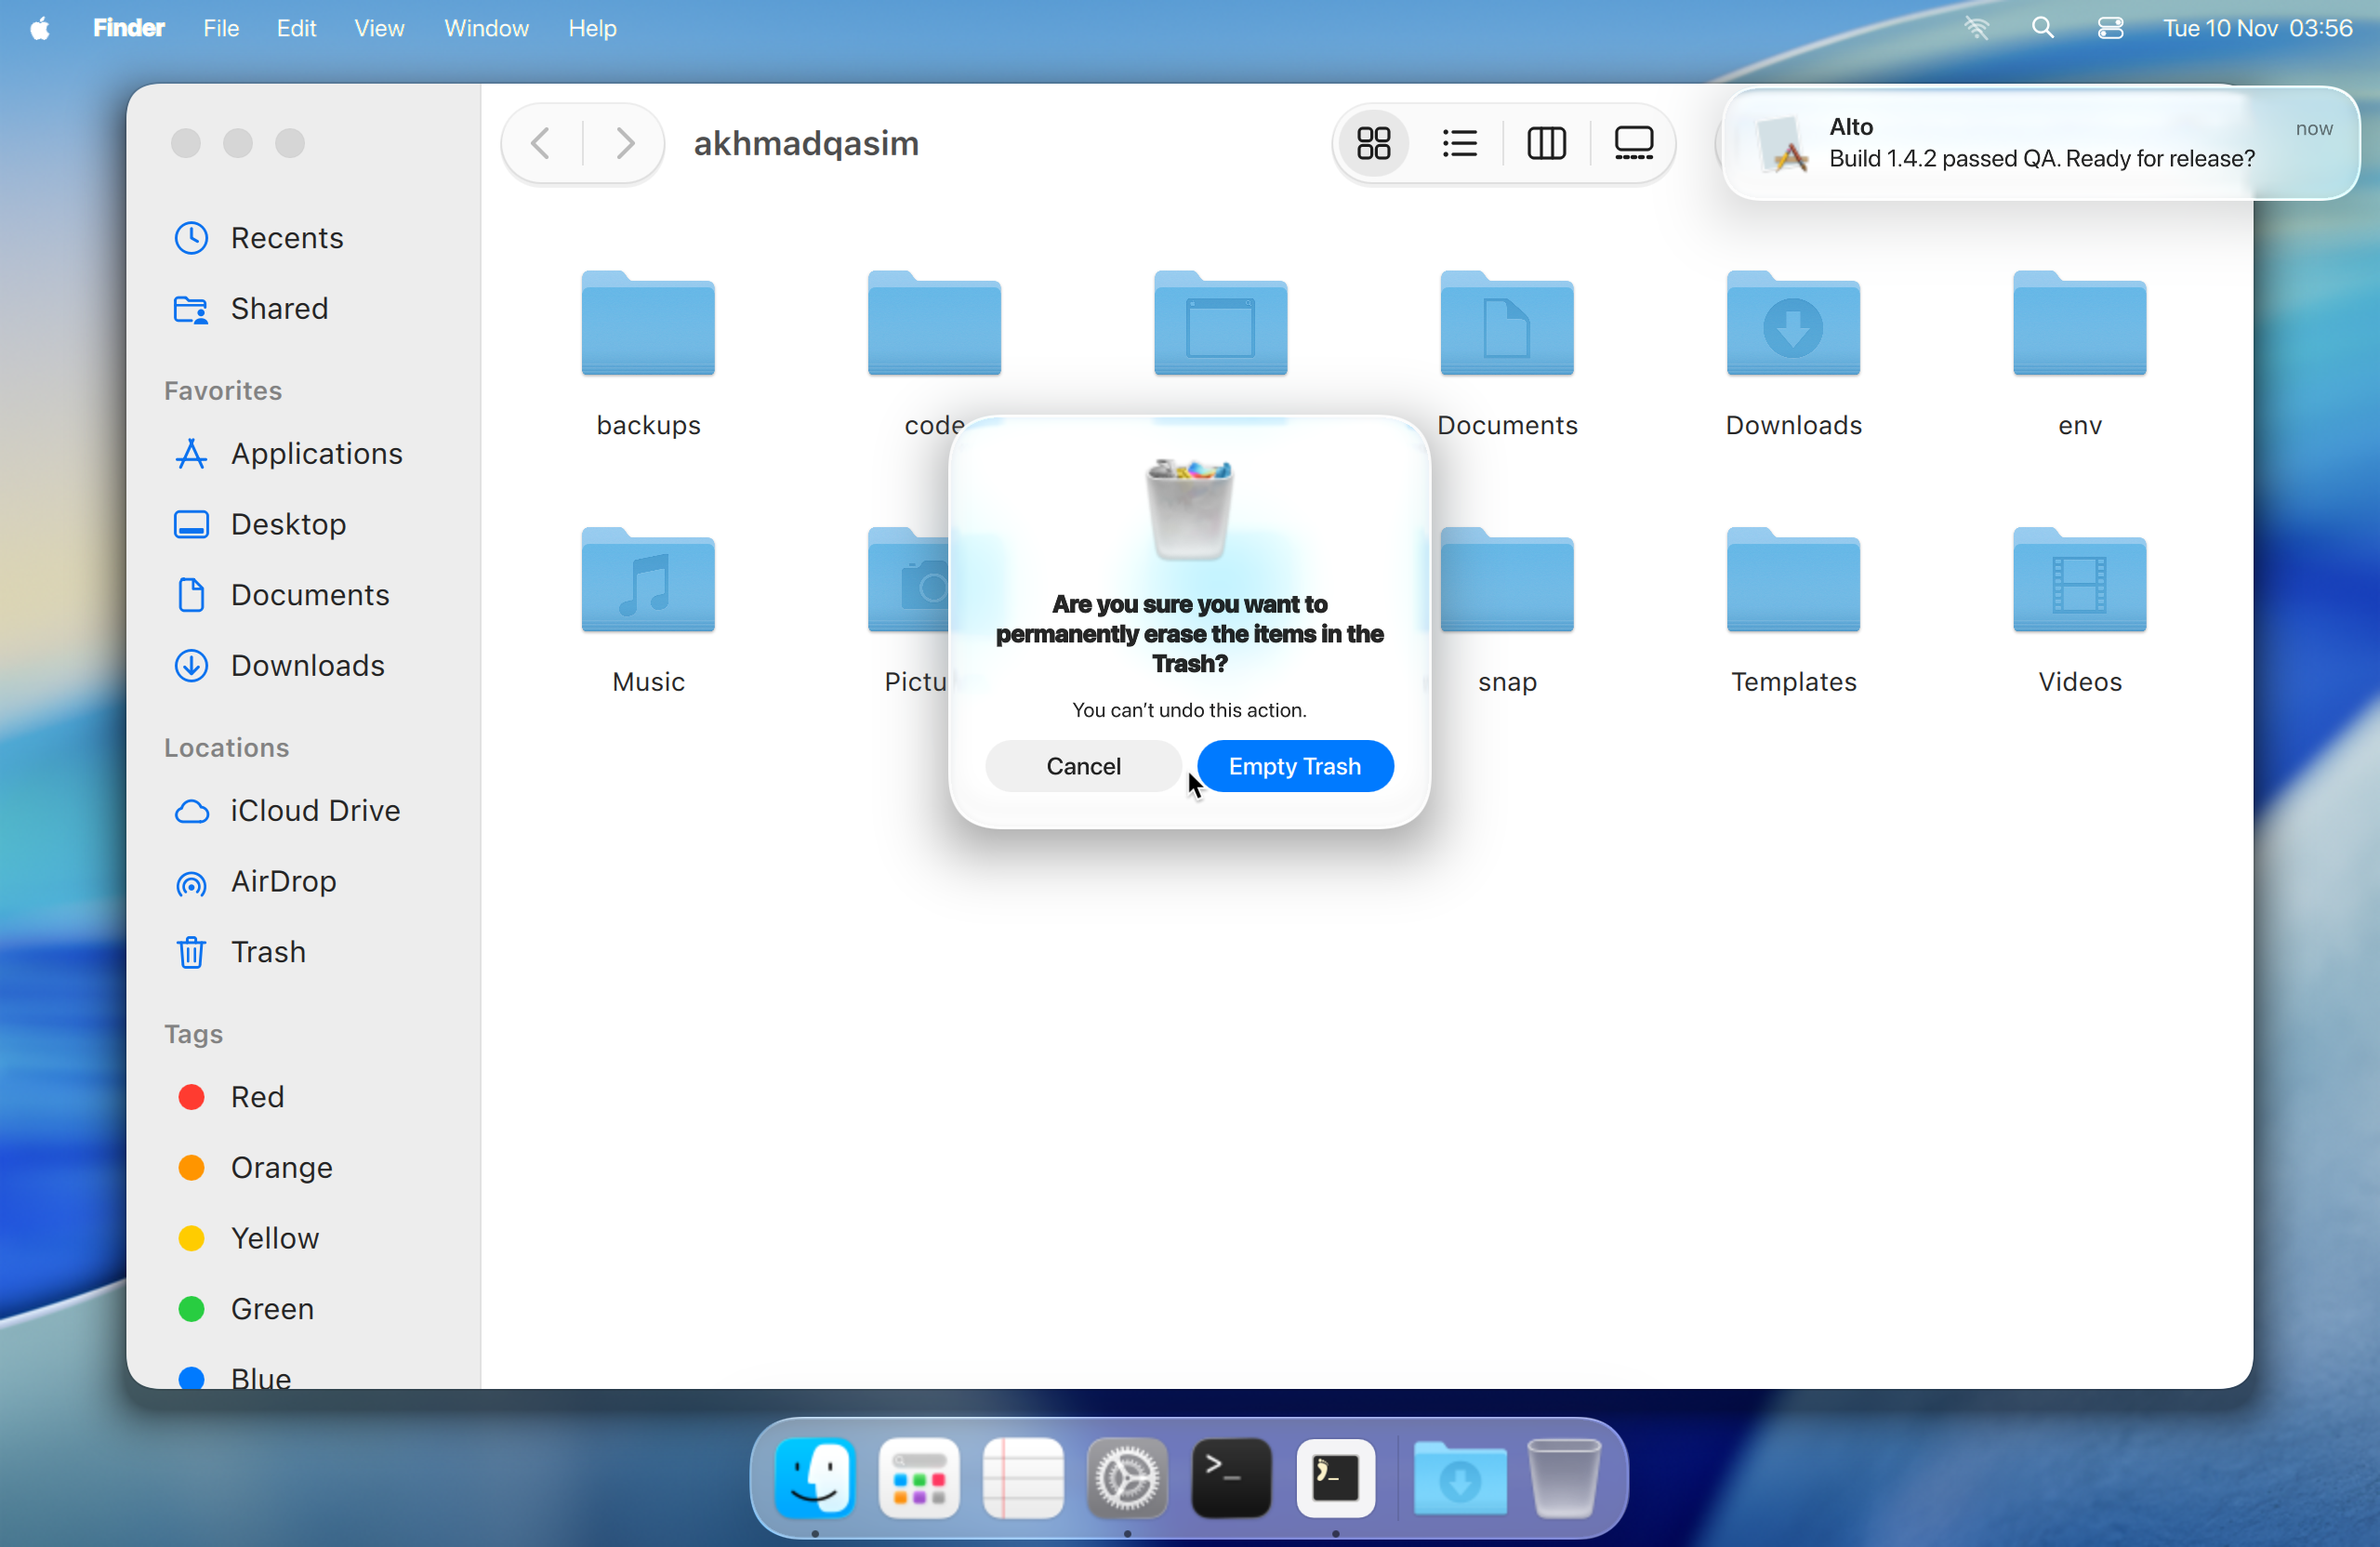 Finder File Edit View Window Help
Tue 10 Nov 03:56
akhmadqasim
Alto
now
Build 1.4.2 passed QA. Ready for release?
Recents
Shared
Favorites
Applications
Desktop
Documents
Downloads
Locations
iCloud Drive
AirDrop
Trash
Tags
Red
Orange
Yellow
Green
Blue
backups
code
Documents
Downloads
env
Music
Pictu
snap
Templates
Videos
Are you sure you want to
permanently erase the items in the
Trash?
You can't undo this action.
Cancel
Empty Trash